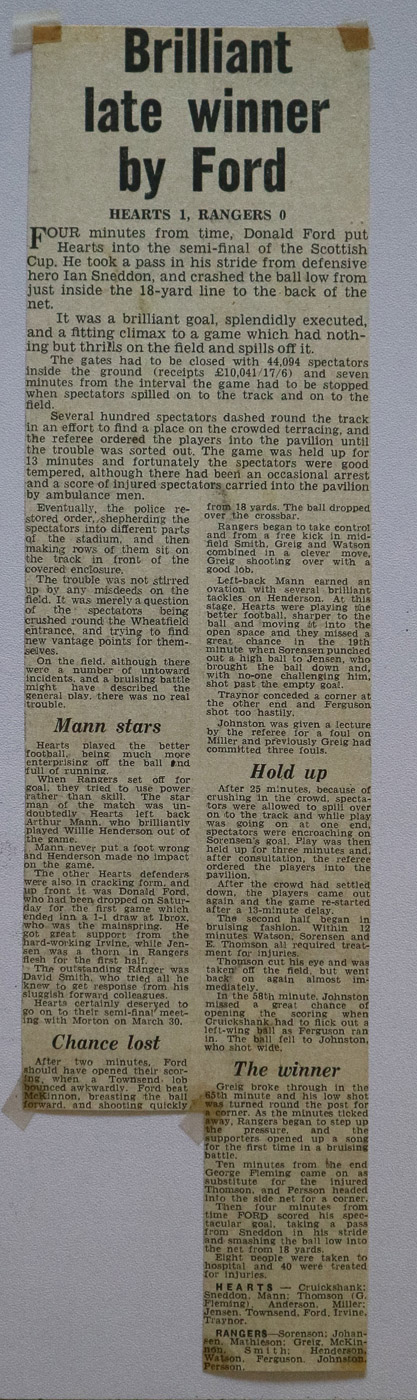 Brilliant
late winner
by Ford
HEARTS 1, RANGERS 0
FOUR minutes from time, Donald Ford put
Hearts into the semi-final of the Scottish
Cup. He took a pass in his stride from defensive
hero Ian Sneddon, and crashed the ball low from
just inside the 18-yard line to the back of the
net.
It was a brilliant goal, splendidly executed,
and a fitting climax to a game which had noth-
ing but thrills on the field and spills off it.
The gates had to be closed with 44,094 spectators
inside the ground (receipts £10,041/17/6) and seven
minutes from the interval the game had to be stopped
when spectators spilled on to the track and on to the
field.
Several hundred spectators dashed round the track
in an effort to find a place on the crowded terracing, and
the referee ordered the players into the pavilion until
the trouble was sorted out. The game was held up for
13 minutes and fortunately the spectators were good
tempered, although there had been an occasional arrest
and a score of injured spectators carried into the pavilion
by ambulance men.
Eventually, the police re-
stored order, shepherding the
spectators into different parts
of the stadium, and then
making rows of them sit on
the track in front of the
covered enclosure.
The trouble was not stirred
up by any misdeeds on the
field. It was merely a question
of the spectators being
crushed round the Wheatfield
entrance, and trying to find
new vantage points for them-
selves.
On the field, although there
were a number of untoward
incidents, and a bruising battle
might have described the
general play, there was no real
trouble.
Mann stars
Hearts played the better
football, being much more
enterprising off the ball and
full of running.
When Rangers set off for
goal, they tried to use power
rather than skill. The star
man of the match was un-
doubtedly Hearts left back
Arthur Mann, who brilliantly
played Willie Henderson out of
the game.
Mann never put a foot wrong
and Henderson made no impact
on the game.
The other Hearts defenders
were also in cracking form, and
up front it was Donald Ford,
who had been dropped on Satur-
day for the first game which
ended inn a 1-1 draw at Ibrox,
who was the mainspring. He
got great support from the
hard-working Irvine, while Jen-
sen was a thorn in Rangers
flesh for the first half.
The outstanding Ranger was
David Smith, who tried all he
knew to get response from his
sluggish forward colleagues.
Hearts certainly deserved to
go on to their semi-final meet-
ing with Morton on March 30.
Chance lost
After two minutes, Ford
should have opened their scor-
ing, when a Townsend lob
bounced awkwardly. Ford beat
McKinnon, breasting the ball
forward, and shooting quickly
from 18 yards. The ball dropped
over the crossbar.
Rangers began to take control
and from a free kick in mid-
field Smith, Greig and Watson
combined in a clever move,
Greig shooting over with a
good lob.
Left-back Mann earned an
ovation with several brilliant
tackles on Henderson. At this
stage, Hearts were playing the
better football, sharper to the
ball and moving it into the
open space and they missed a
great chance in the 19th
minute when Sorensen punched
out a high ball to Jensen, who
brought the ball down and,
with no-one challenging him,
shot past the empty goal.
Traynor conceded a corner at
the other end and Ferguson
shot too hastily.
Johnston was given a lecture
by the referee for a foul on
Miller and previously Greig had
committed three fouls.
Hold up
After 25 minutes, because of
crushing in the crowd, specta-
tors were allowed to spill over
on to the track and while play
was going on at one end,
spectators were encroaching on
Sorensen's goal. Play was then
held up for three minutes and,
after consultation, the referee
ordered the players into the
pavilion.
After the crowd had settled
down, the players came out
again and the game re-started
after a 13-minute delay.
The second half began in
bruising fashion. Within 12
minutes Watson, Sorensen and
E. Thomson all required treat-
ment for injuries.
Thomson cut his eye and was
taken off the field, but went
back on again almost im-
mediately.
In the 58th minute, Johnston
missed a great chance of
opening the scoring when
Cruickshank had to flick out a
left-wing ball as Ferguson ran
in. The ball fell to Johnston,
who shot wide.
The winner
Greig broke through in the
65th minute and his low shot
was turned round the post for
a corner. As the minutes ticked
away, Rangers began to step up
the pressure, and the
supporters opened up a song
for the first time in a bruising
battle.
Ten minutes from the end
George Fleming came on as
substitute for the injured
Thomson, and Persson headed
into the side net for a corner.
Then four minutes from
time FORD scored his spec-
tacular goal, taking a pass
from Sneddon in his stride
and smashing the ball low into
the net from 18 yards.
Eight people were taken to
hospital and 40 were treated
for injuries.
HEARTS — Cruickshank;
Sneddon, Mann; Thomson (G.
Fleming), Anderson, Miller;
Jensen, Townsend, Ford, Irvine,
Traynor.
RANGERS—Sorenson; Johan-
sen, Mathieson; Greig, McKin-
non, Smith; Henderson,
Watson, Ferguson, Johnston,
Persson.